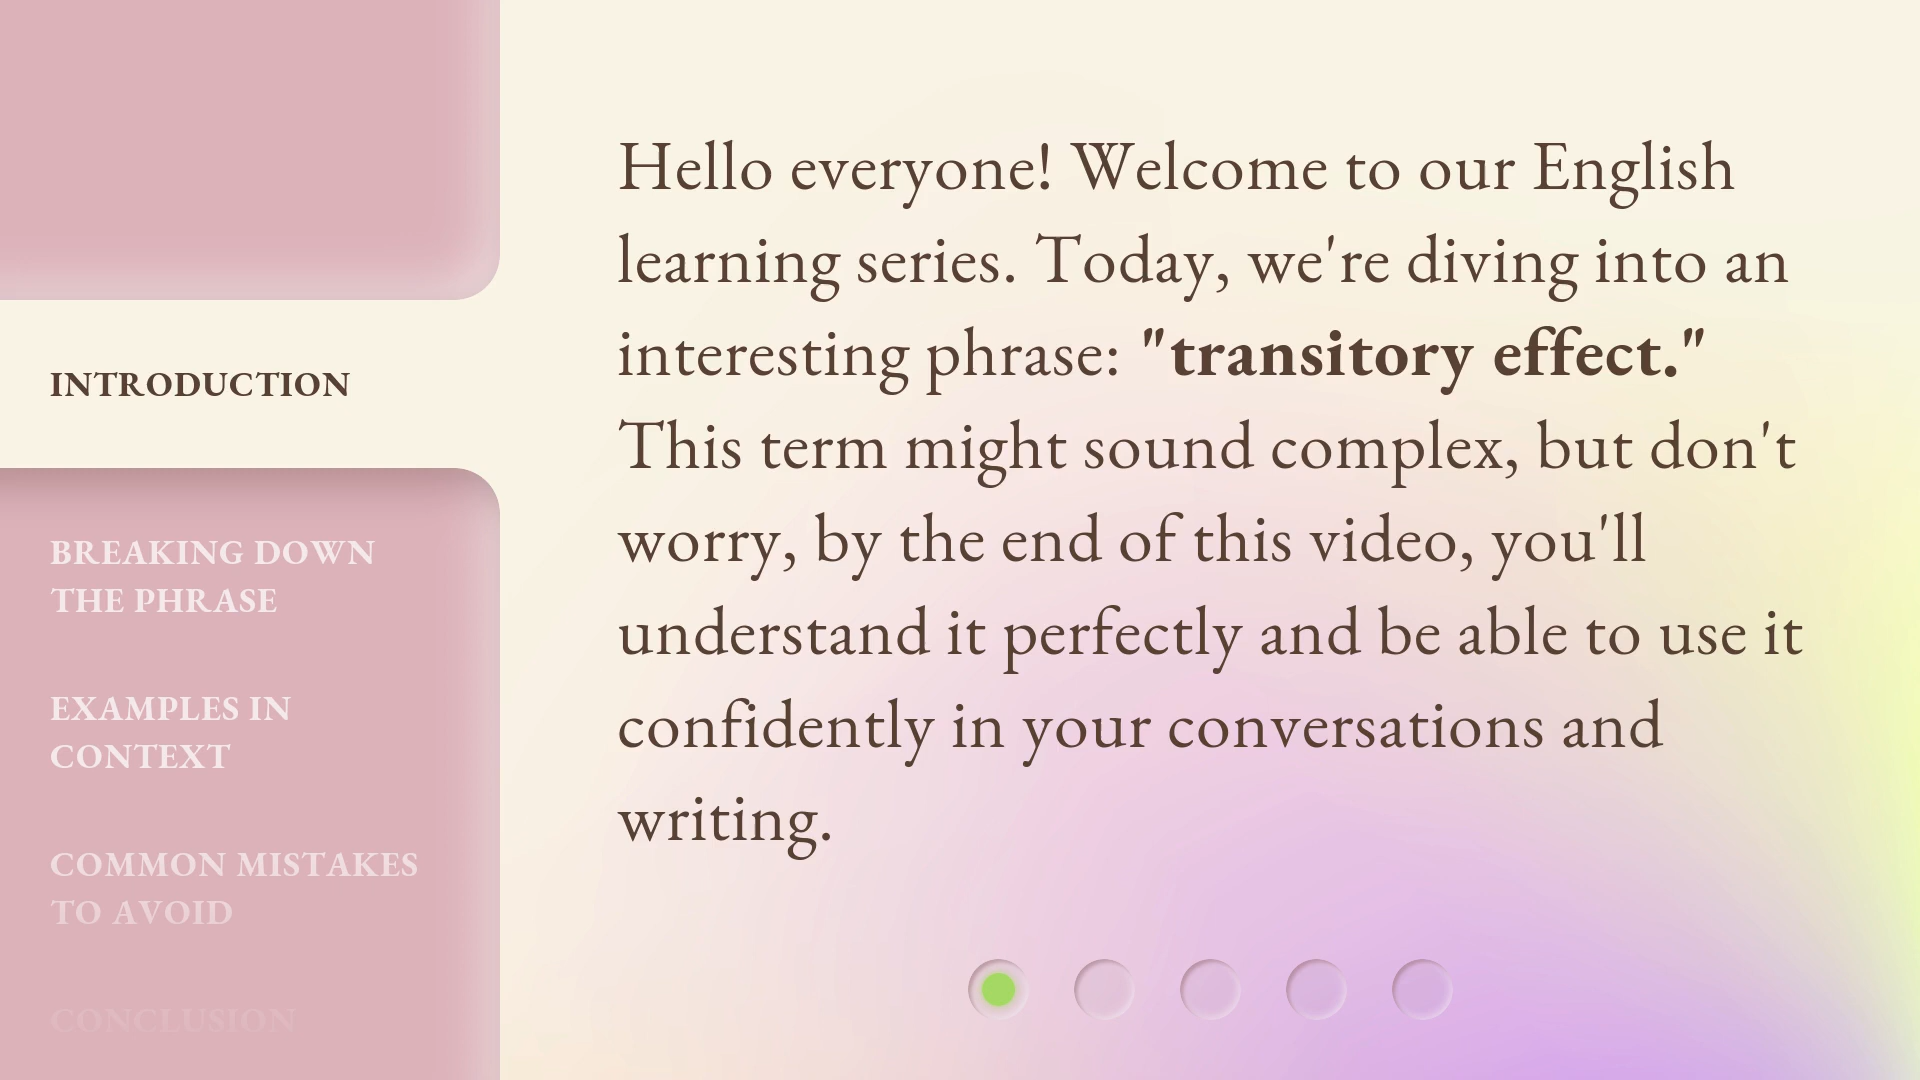 INTRODUCTION
BREAKING DOWN
THE PHRASE
EXAMPLES IN
CONTEXT
COMMON MISTAKES
TO AVOID
CONCLUSION
Hello everyone! Welcome to our English
learning series. Today, we're diving into an
interesting phrase: "transitory effect."
This term might sound complex, but don't
worry, by the end of this video, you'll
understand it perfectly and be able to use it
confidently in your conversations and
writing.